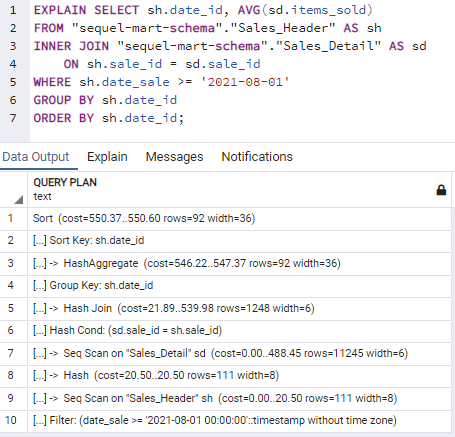 1 EXPLAIN SELECT sh.date_id, AVG(sd.items_sold)
2 FROM "sequel-mart-schema"."Sales_Header" AS sh
3 INNER JOIN "sequel-mart-schema"."Sales_Detail" AS sd
4 ON sh.sale_id = sd.sale_id
5 WHERE sh.date_sale >= '2021-08-01'
6 GROUP BY sh.date_id
7 ORDER BY sh.date_id;
Data Output Explain Messages Notifications
QUERY PLAN
text
1 Sort (cost=550.37..550.60 rows=92 width=36)
2 [...] Sort Key: sh.date_id
3 [...] -> HashAggregate (cost=546.22..547.37 rows=92 width=36)
4 [...] Group Key: sh.date_id
5 [...] -> Hash Join (cost=21.89..539.98 rows=1248 width=6)
6 [...] Hash Cond: (sd.sale_id = sh.sale_id)
7 [...] -> Seq Scan on "Sales_Detail" sd (cost=0.00..488.45 rows=11245 width=6)
8 [...] -> Hash (cost=20.50..20.50 rows=111 width=8)
9 [...] -> Seq Scan on "Sales_Header" sh (cost=0.00..20.50 rows=111 width=8)
10 [...] Filter: (date_sale >= '2021-08-01 00:00:00'::timestamp without time zone)